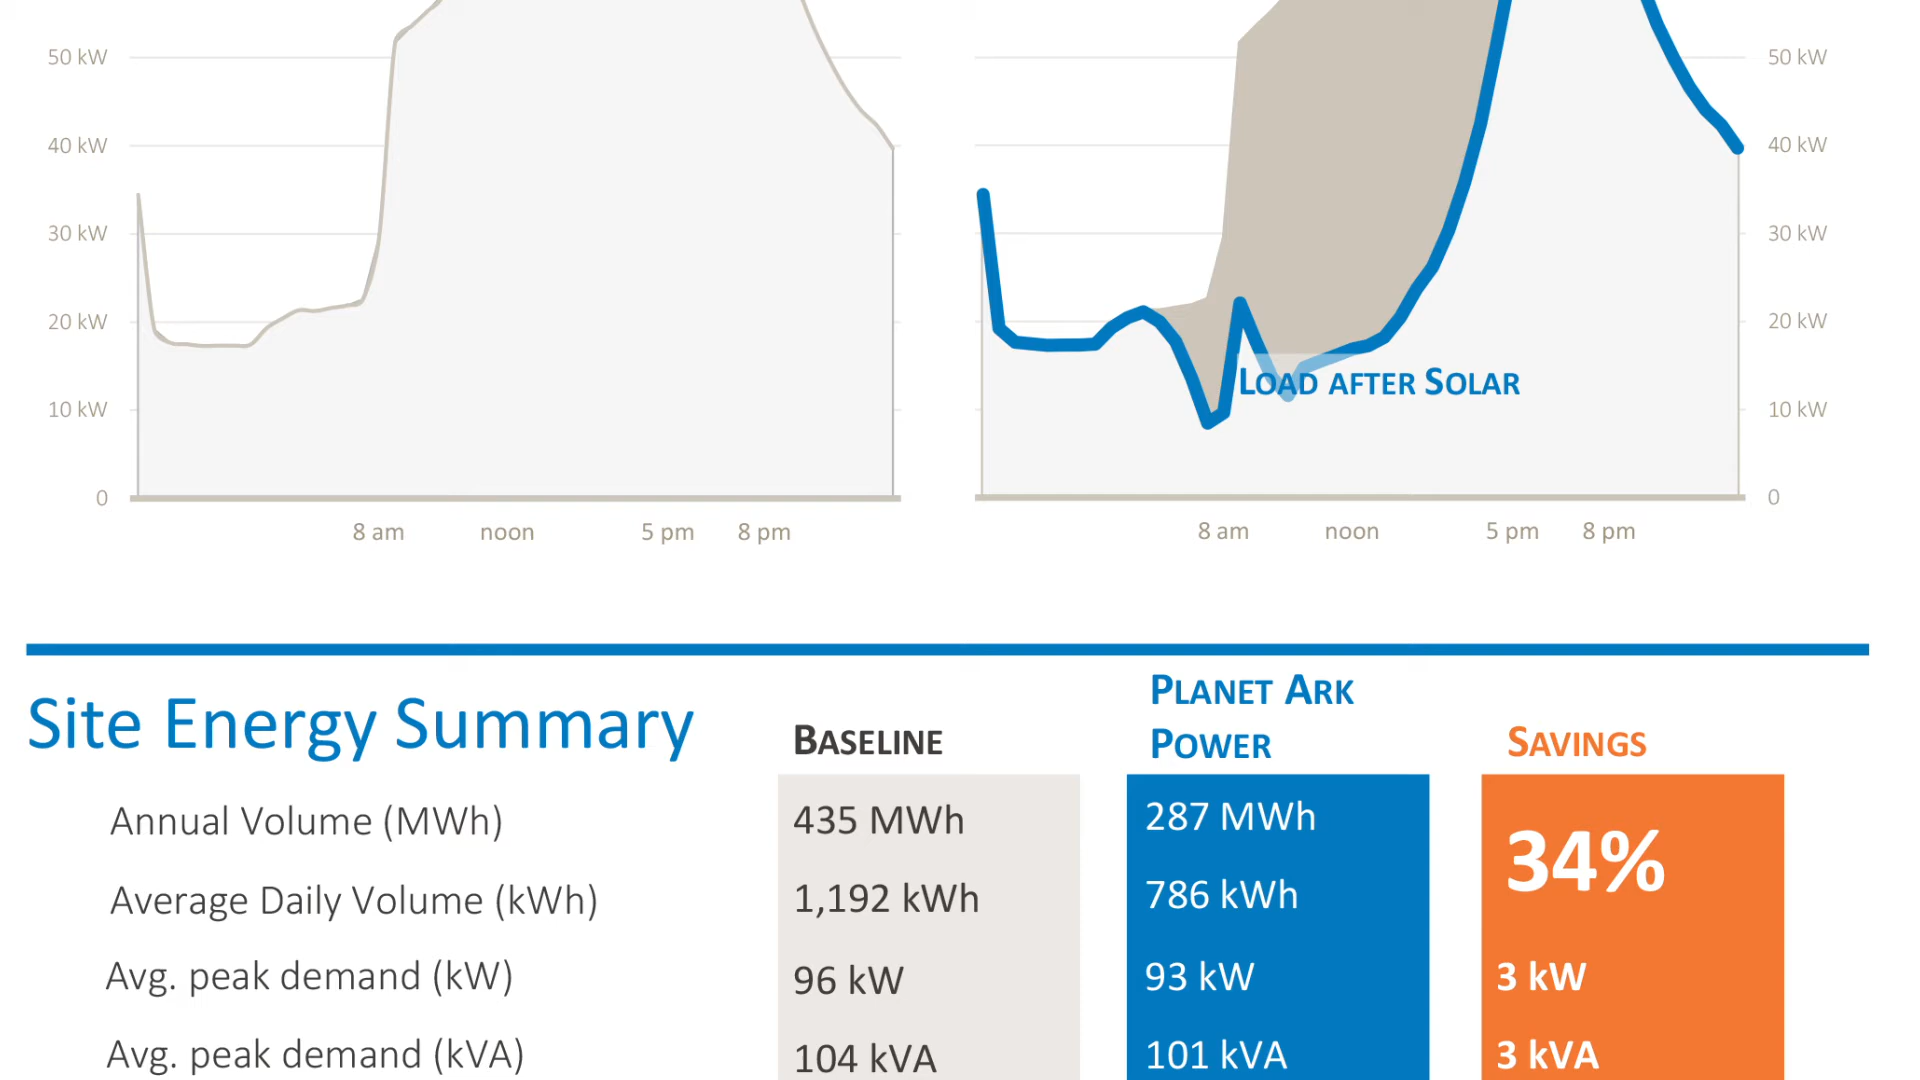 50 kW
40 kW
30 kW
20 kW
10 kW
0
8 am noon 5 pm 8 pm
50 kW
40 kW
30 kW
20 kW
10 kW
0
LOAD AFTER SOLAR
8 am noon 5 pm 8 pm
Site Energy Summary
BASELINE
PLANET ARK
POWER
SAVINGS
Annual Volume (MWh) 435 MWh 287 MWh
34%
Average Daily Volume (kWh) 1,192 kWh 786 kWh
Avg. peak demand (kW) 96 kW 93 kW 3 kW
Avg. peak demand (kVA) 104 kVA 101 kVA 3 kVA